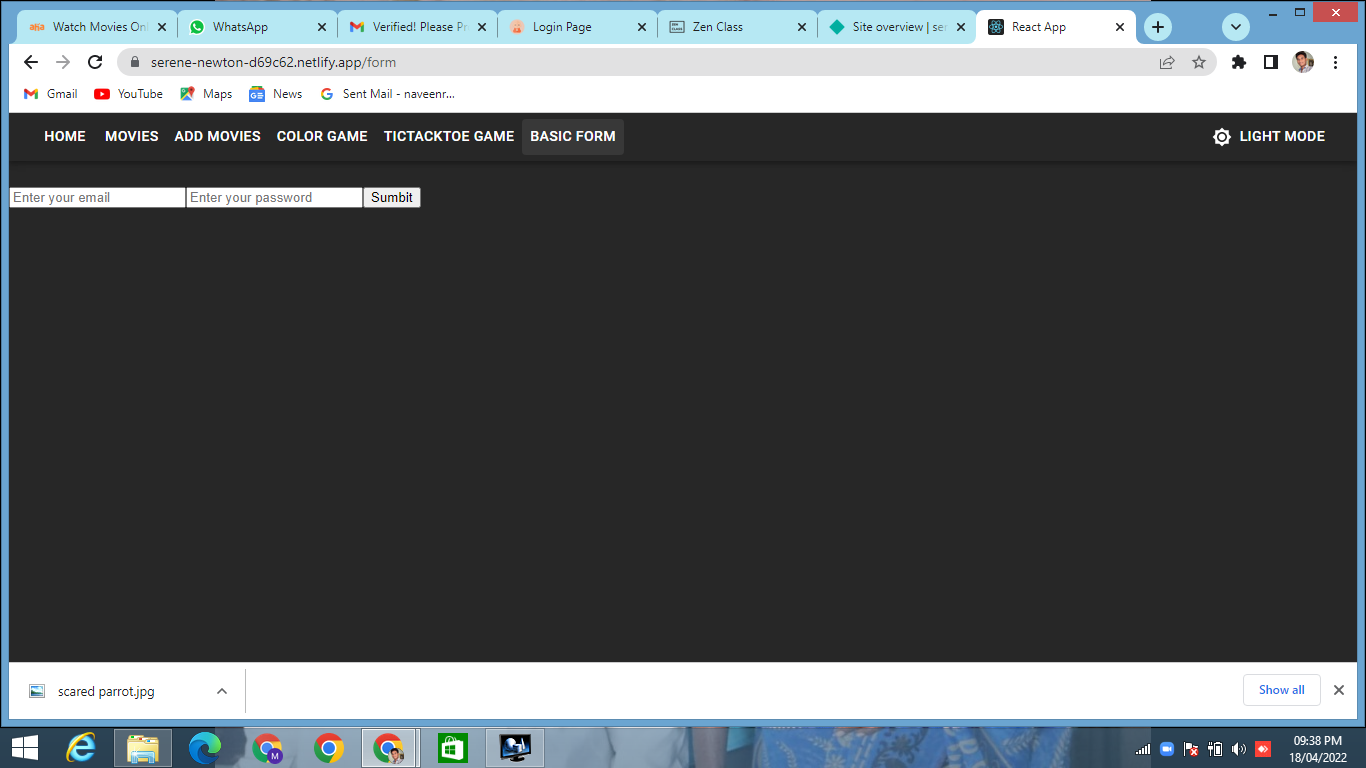 Watch Movies Onl
WhatsApp
Verified! Please Pr
Login Page
Zen Class
Site overview | ser
React App
serene-newton-d69c62.netlify.app/form
Gmail
YouTube
Maps
News
Sent Mail - naveenr...
HOME
MOVIES
ADD MOVIES
COLOR GAME
TICTACKTOE GAME
BASIC FORM
LIGHT MODE
Enter your email
Enter your password
Sumbit
scared parrot.jpg
Show all
M
09:38 PM
18/04/2022